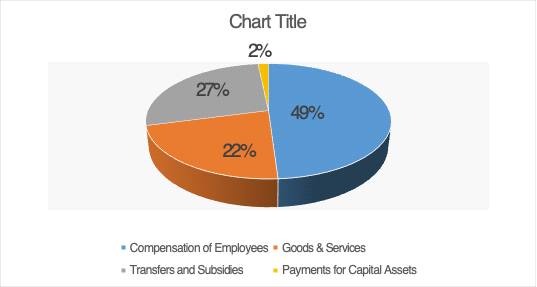 Chart Title
2%
27%
49%
22%
Compensation of Employees
Goods & Services
Transfers and Subsidies
Payments for Capital Assets